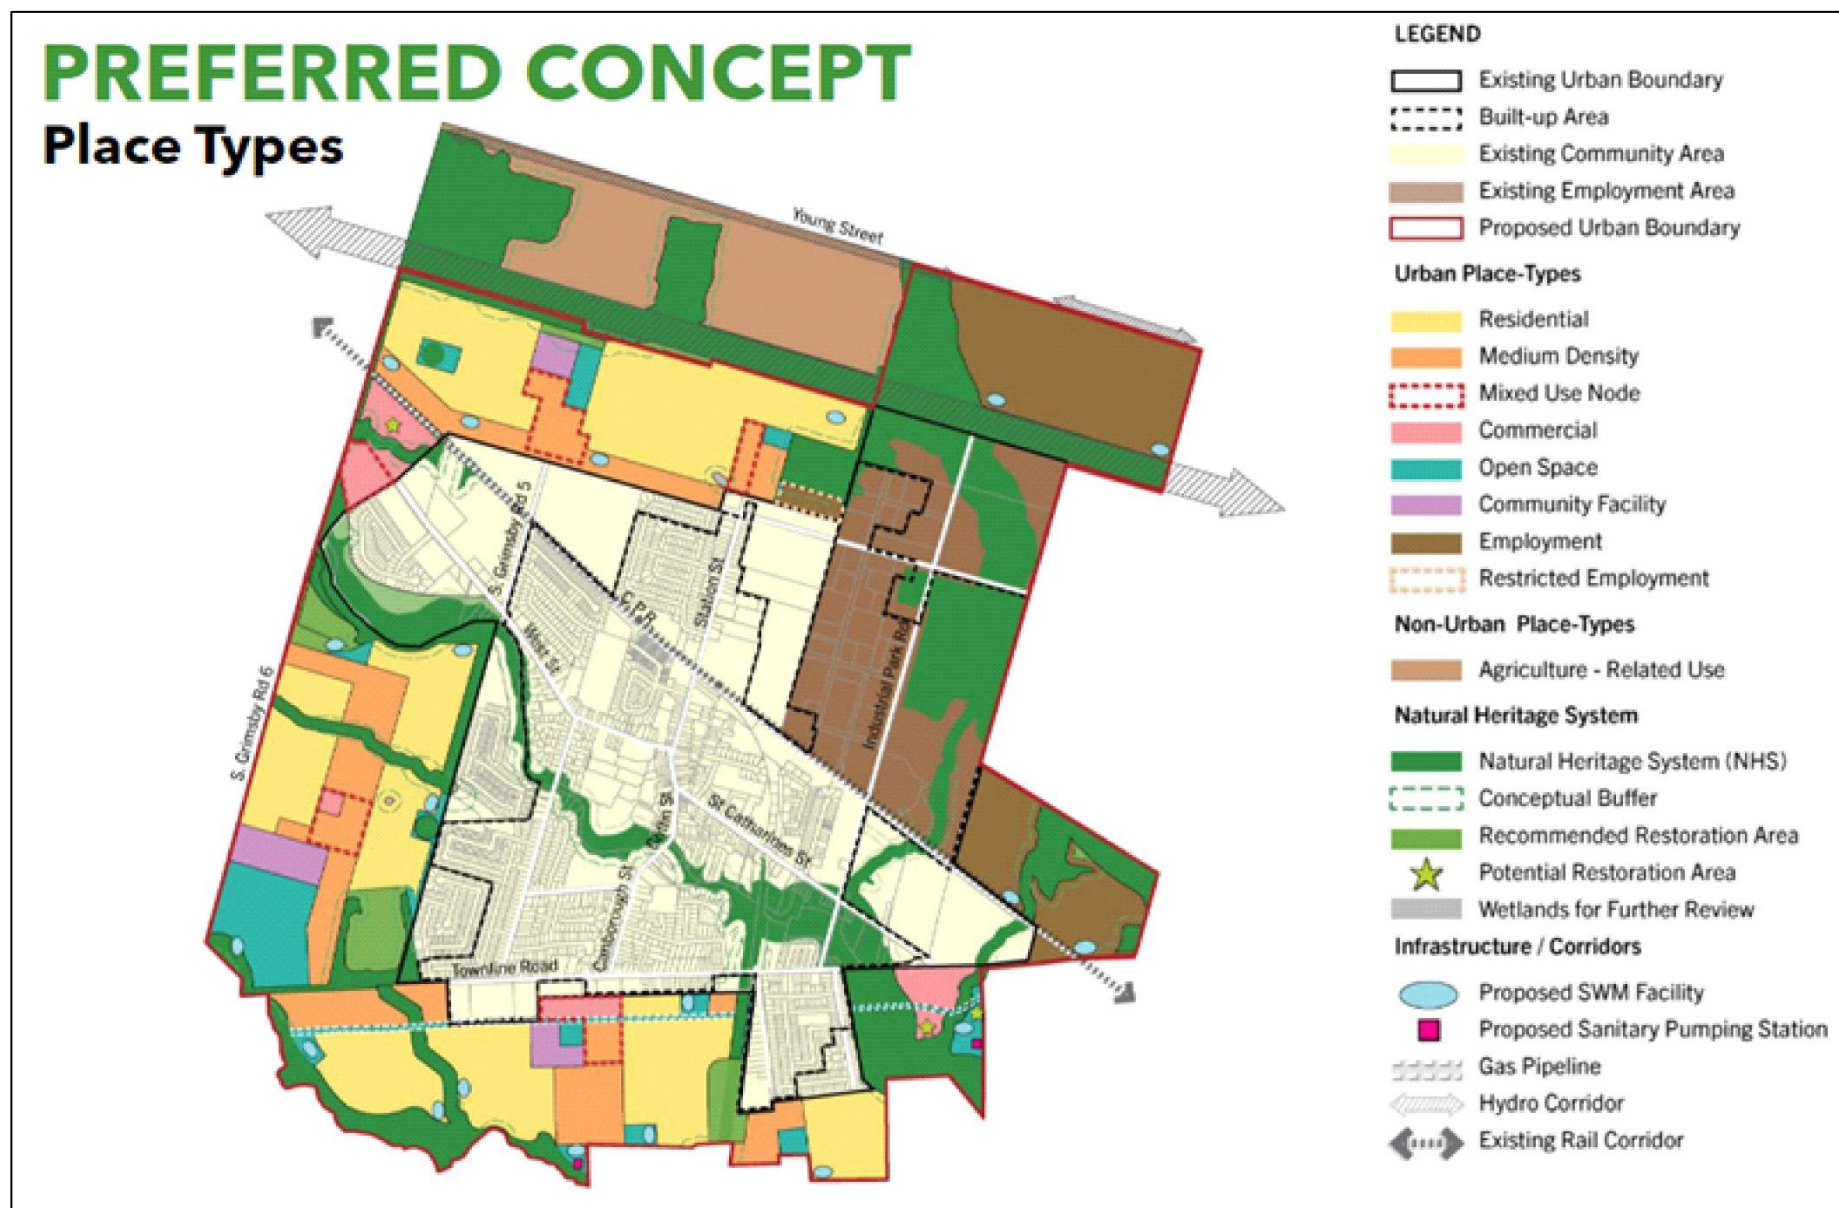 PREFERRED CONCEPT
Place Types
Young Street
S. Grimsby Rd 5
C.P.R.
Station St
West St
Industrial Park Rd
S. Grimsby Rd 6
Griffin St
St Catharines St
Canborough St
Townline Road
LEGEND
Existing Urban Boundary
Built-up Area
Existing Community Area
Existing Employment Area
Proposed Urban Boundary
Urban Place-Types
Residential
Medium Density
Mixed Use Node
Commercial
Open Space
Community Facility
Employment
Restricted Employment
Non-Urban Place-Types
Agriculture - Related Use
Natural Heritage System
Natural Heritage System (NHS)
Conceptual Buffer
Recommended Restoration Area
Potential Restoration Area
Wetlands for Further Review
Infrastructure / Corridors
Proposed SWM Facility
Proposed Sanitary Pumping Station
Gas Pipeline
Hydro Corridor
Existing Rail Corridor